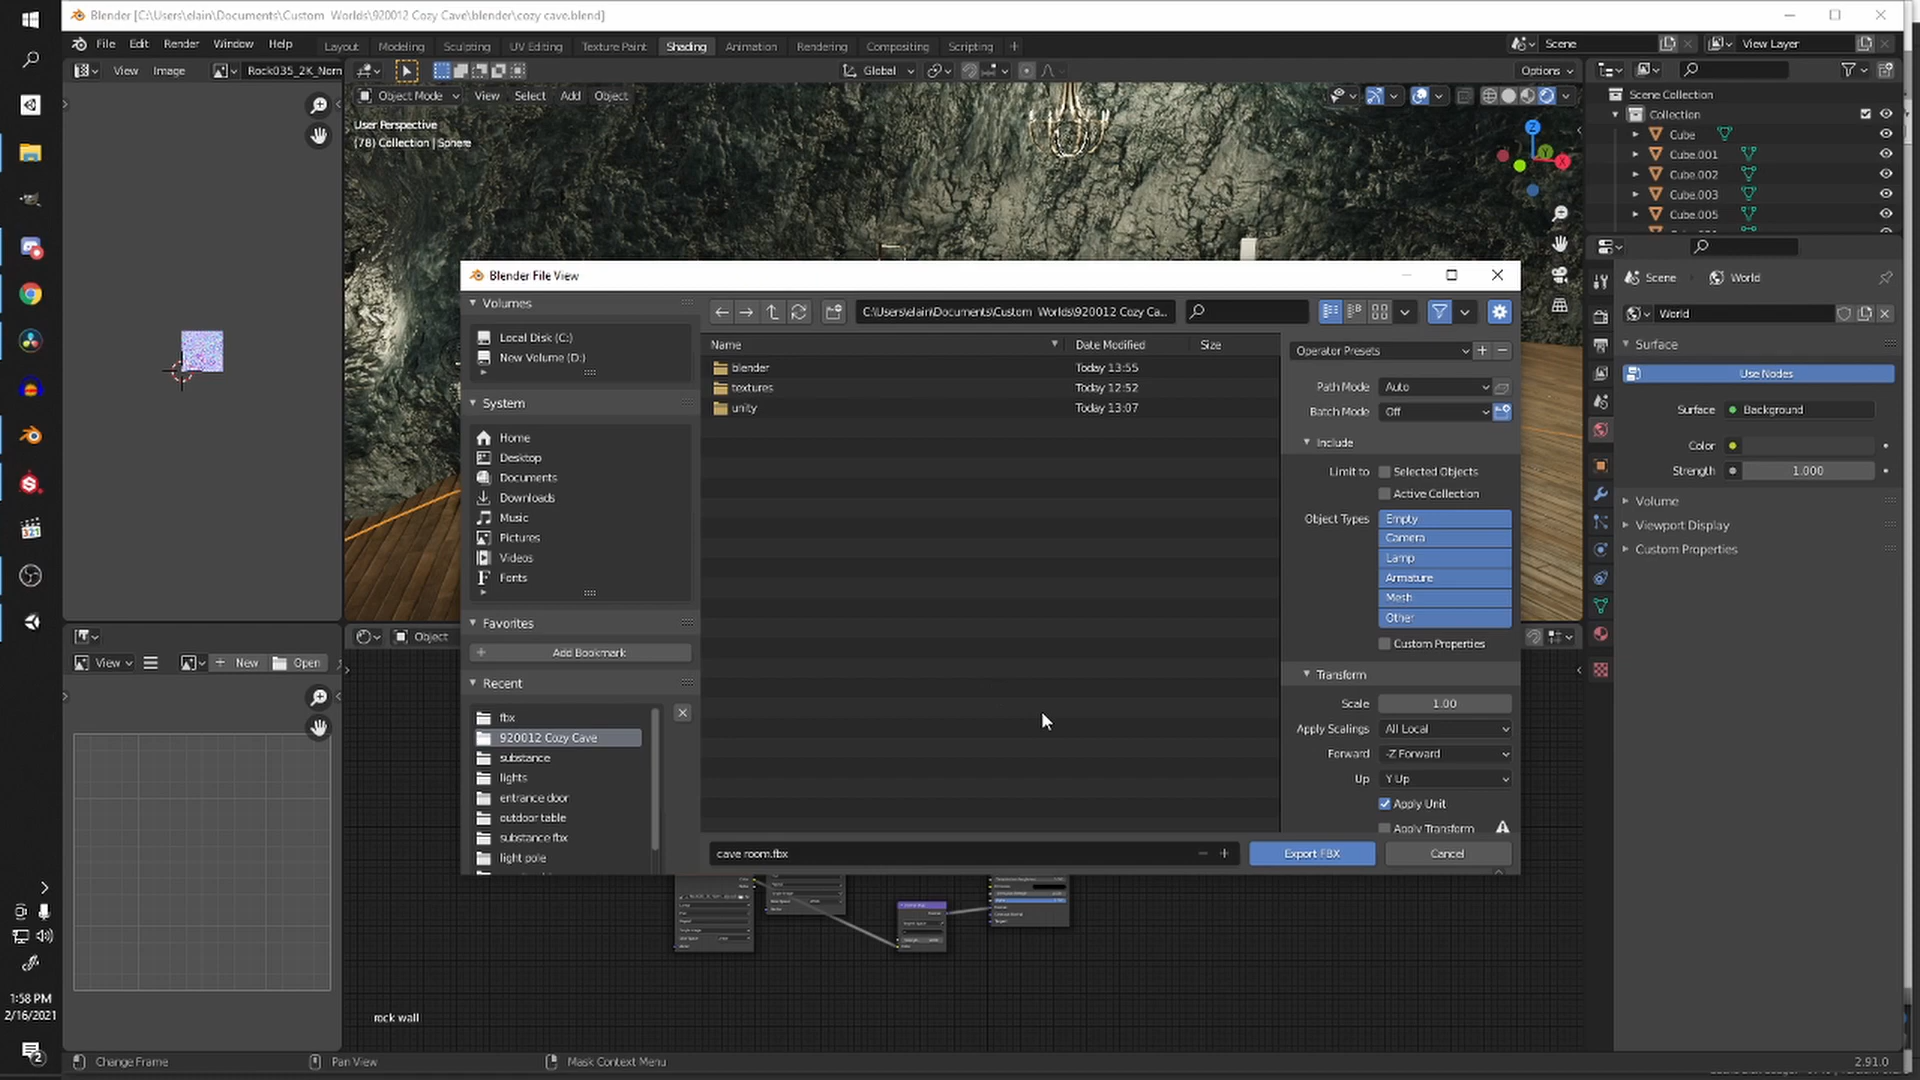 Blender [C:\Users\elain\Documents\Custom Worlds\920012 Cozy Cave\blender\cozy cave.blend]
File Edit Render Window Help
Layout Modeling Sculpting UV Editing Texture Paint Shading Animation Rendering Compositing Scripting +
Scene
View Layer
View Image Rock035_2K_Norn
Global
Options
Object Mode View Select Add Object
User Perspective
(78) Collection | Sphere
Z
Y
X
Scene Collection
Collection
Cube
Cube.001
Cube.002
Cube.003
Cube.005
Scene World
World
Surface
Use Nodes
Surface Background
Color
Strength 1.000
Volume
Viewport Display
Custom Properties
Blender File View
Volumes
Local Disk (C:)
New Volume (D:)
System
Home
Desktop
Documents
Downloads
Music
Pictures
Videos
Fonts
Favorites
Add Bookmark
Recent
fbx
920012 Cozy Cave
substance
lights
entrance door
outdoor table
substance fbx
light pole
C:\Users\elain\Documents\Custom Worlds\920012 Cozy Ca...
Name Date Modified Size
blender Today 13:55
textures Today 12:52
unity Today 13:07
Operator Presets
Path Mode Auto
Batch Mode Off
Include
Limit to Selected Objects
Active Collection
Object Types Empty
Camera
Lamp
Armature
Mesh
Other
Custom Properties
Transform
Scale 1.00
Apply Scalings All Local
Forward -Z Forward
Up Y Up
Apply Unit
Apply Transform
cave room.fbx
Export FBX
Cancel
Object
View New Open
rock wall
1:58 PM
2/16/2021
2
Change Frame
Pan View
Mask Context Menu
2.91.0